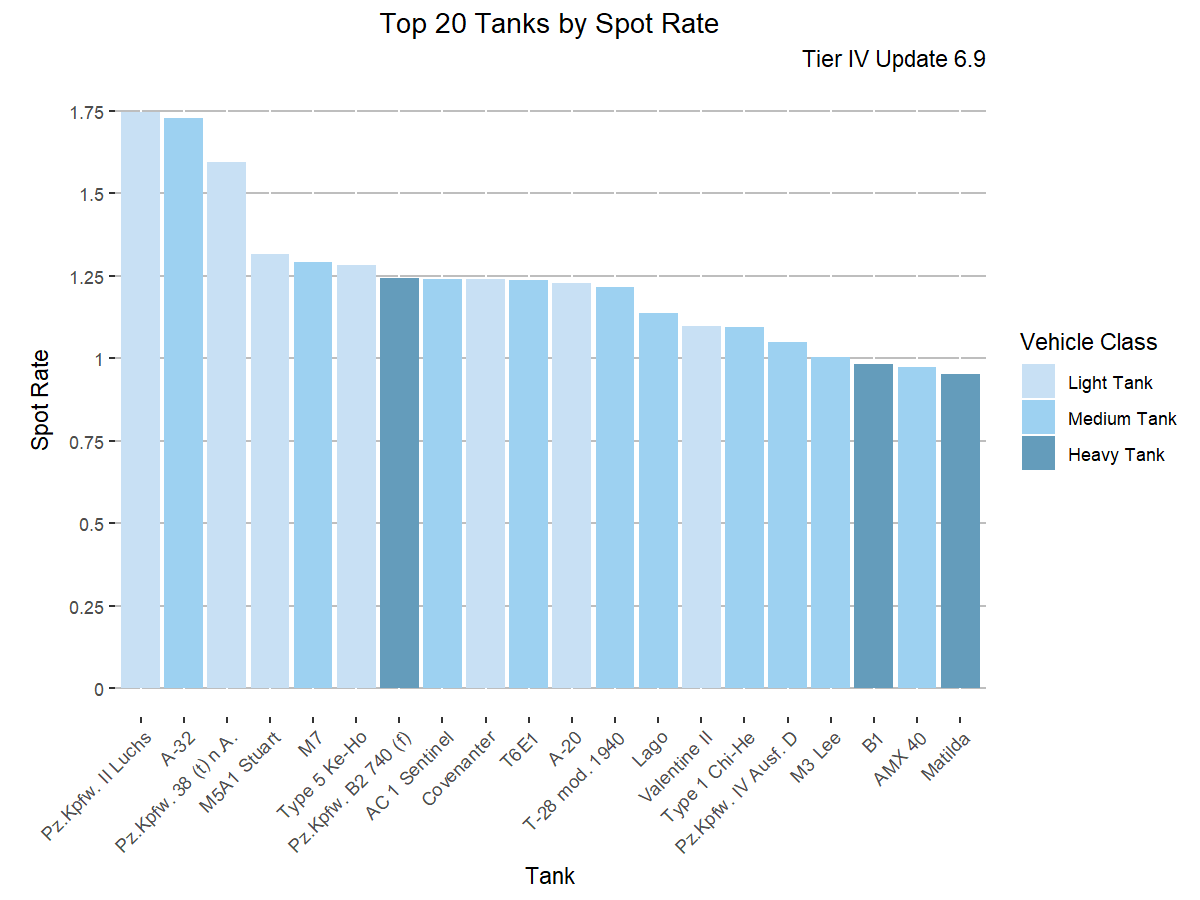 Top 20 Tanks by Spot Rate
Tier IV Update 6.9
1.75
1.5
1.25
1
0.75
0.5
0.25
0
Spot Rate
Pz.Kpfw. II Luchs
A-32
Pz.Kpfw. 38 (t) n.A.
M5A1 Stuart
M7
Type 5 Ke-Ho
Pz.Kpfw. B2 740 (f)
AC 1 Sentinel
Covenanter
T6E1
A-20
T-28 mod. 1940
Lago
Valentine II
Type 1 Chi-He
Pz.Kpfw. IV Ausf. D
M3 Lee
B1
AMX 40
Matilda
Tank
Vehicle Class
Light Tank
Medium Tank
Heavy Tank